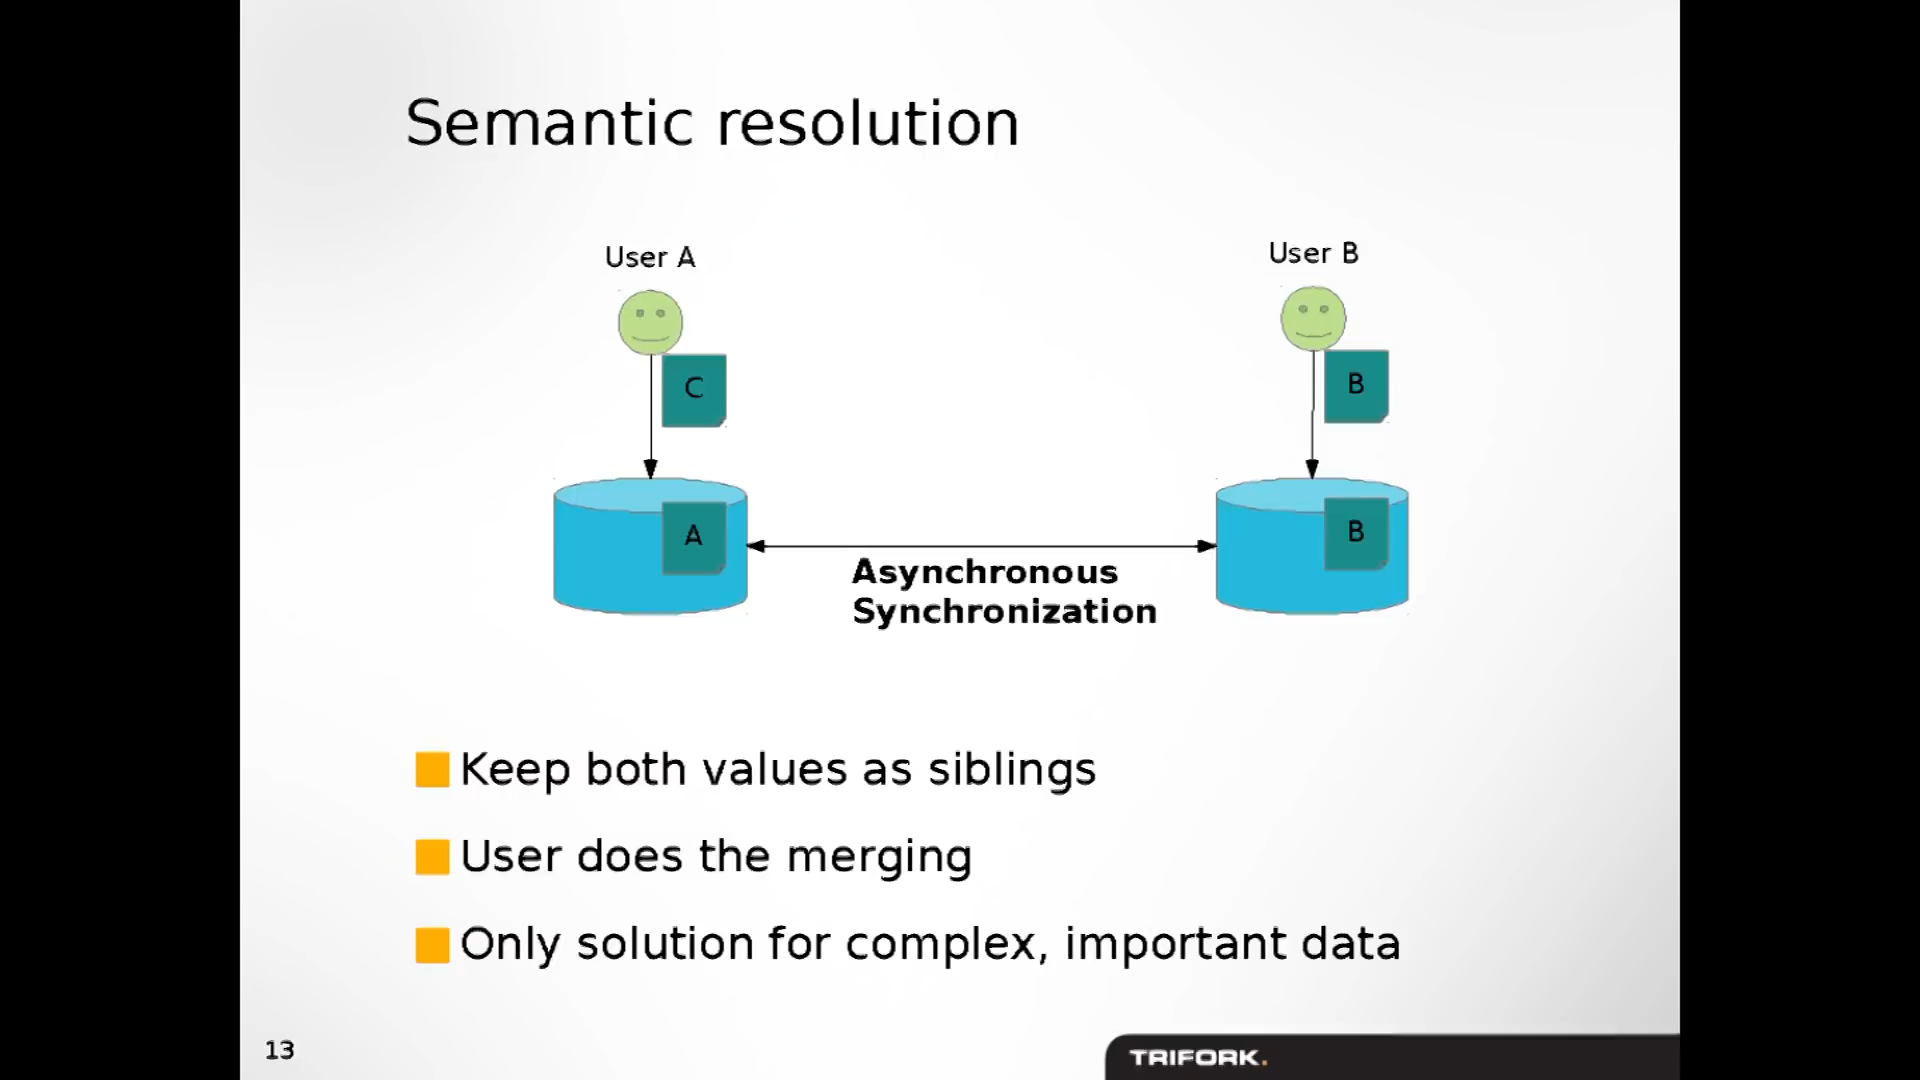 Semantic resolution
User A
User B
C
B
A
B
Asynchronous
Synchronization
Keep both values as siblings
User does the merging
Only solution for complex, important data
13
TRIFORK.